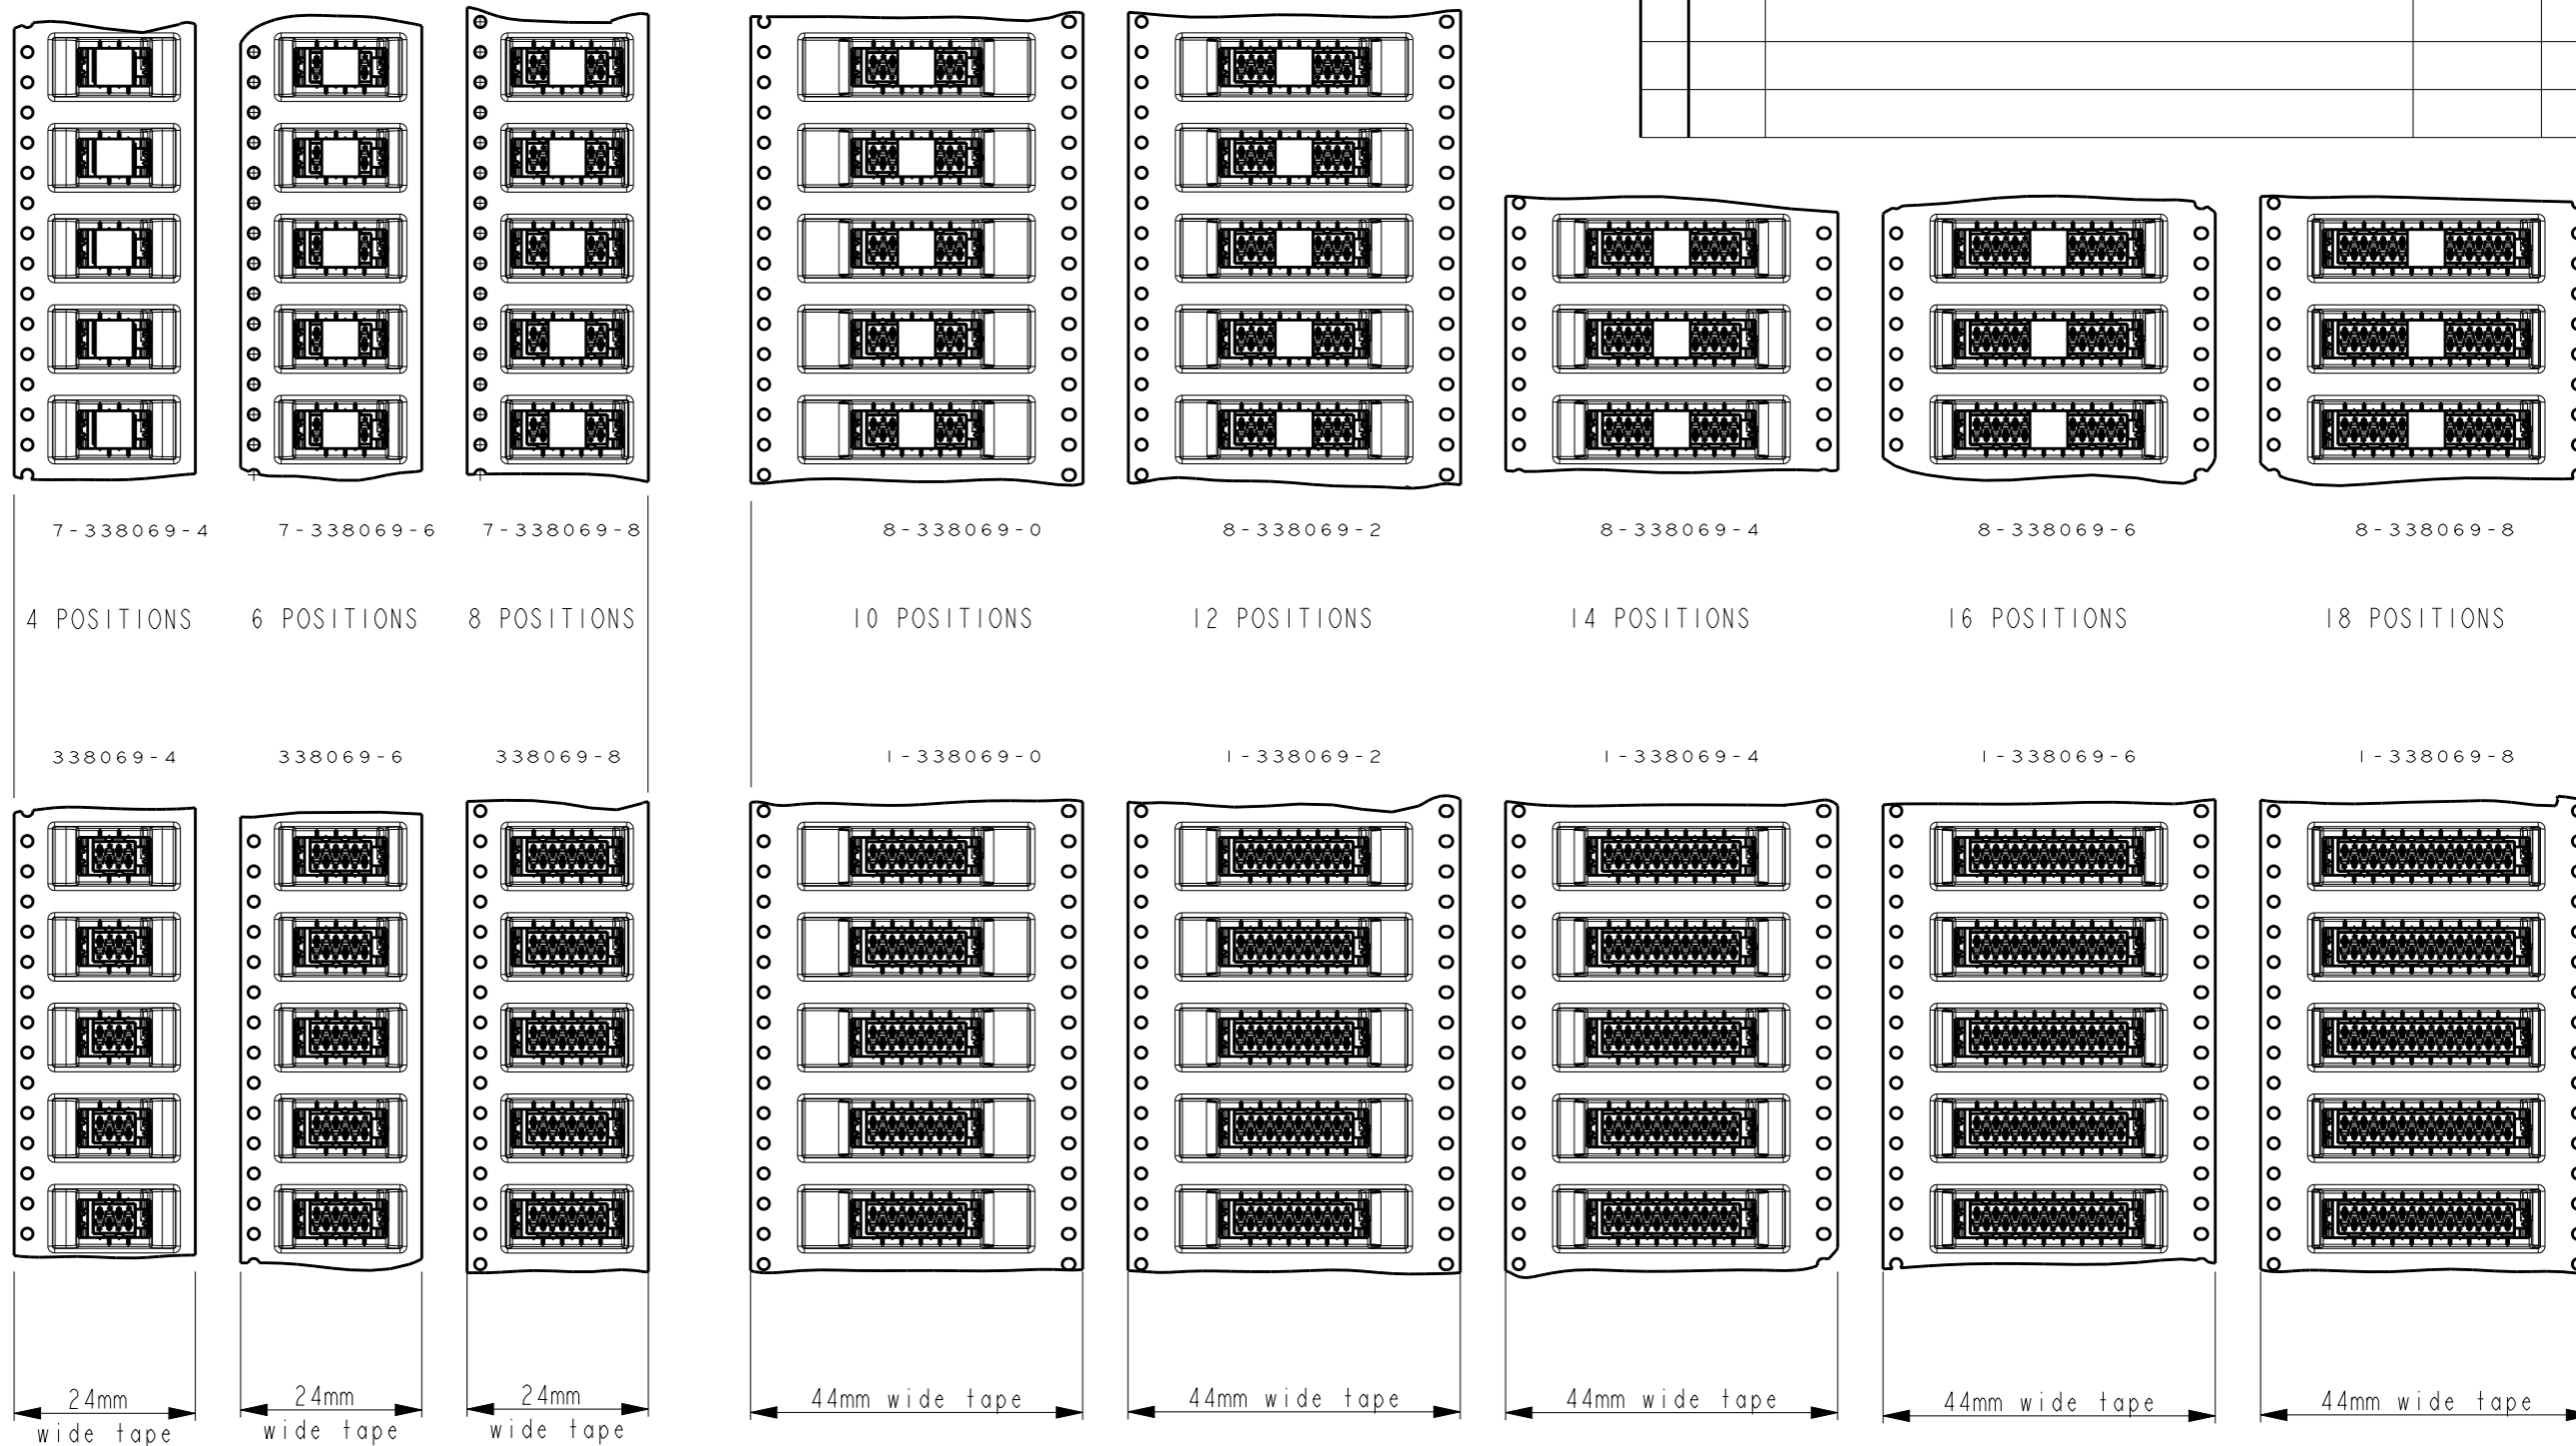 7-338069-4 7-338069-6 7-338069-8 8-338069-0 8-338069-2 8-338069-4 8-338069-6 8-338069-8
4 POSITIONS 6 POSITIONS 8 POSITIONS 10 POSITIONS 12 POSITIONS 14 POSITIONS 16 POSITIONS 18 POSITIONS
338069-4 338069-6 338069-8 1-338069-0 1-338069-2 1-338069-4 1-338069-6 1-338069-8
24mm 24mm 24mm 44mm wide tape 44mm wide tape 44mm wide tape 44mm wide tape 44mm wide tape
wide tape wide tape wide tape